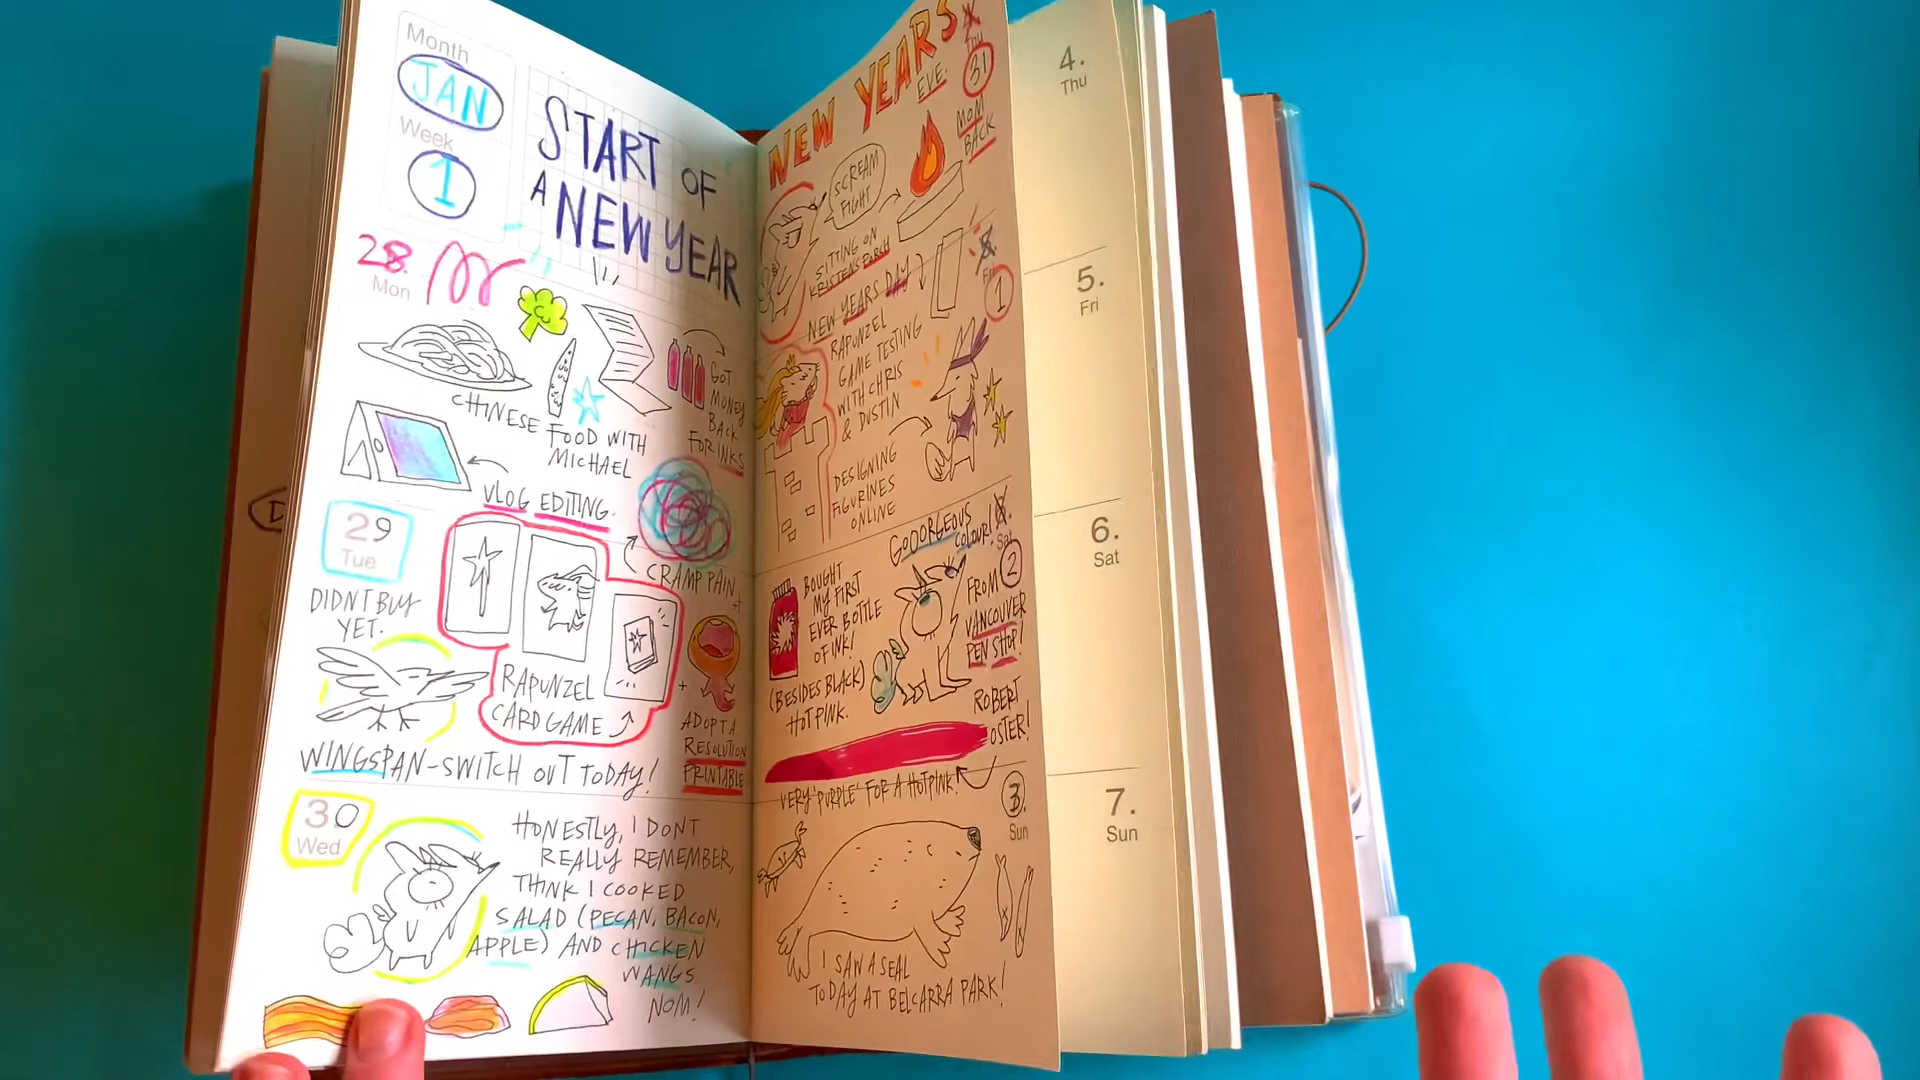 Month
JAN
Week
1
START OF
A NEW YEAR
28.
Mon
CHINESE
FOOD WITH
MICHAEL
GOT
MONEY
BACK
FOR INKS
VLOG EDITING.
29
Tue
CRAMP PAIN
DIDNT BUY
YET.
RAPUNZEL
CARD GAME
+
ADOPT A
RESOLUTION
PRINTABLE
WINGSPAN-SWITCH OUT TODAY!
30
Wed
HONESTLY, I DONT
REALLY REMEMBER,
THINK I COOKED
SALAD (PECAN, BACON,
APPLE) AND CHICKEN
WANGS
NOM!
NEW YEARS
EVE.
Thu
31
MOM
BACK
SCREAM
FIGHT
SITTING ON
KRISTENS PORCH
NEW YEARS DAY
Fri
1
RAPUNZEL
GAME TESTING
WITH CHRIS
& DUSTIN
DESIGNING
FIGURINES
ONLINE
GOOORGEOUS
COLOUR!
Sat
2
BOUGHT
MY FIRST
EVER BOTTLE
OF INK!
(BESIDES BLACK)
HOT PINK.
FROM
VANCOUVER
PEN SHOP!
ROBERT
OSTER!
VERY 'PURPLE' FOR A HOTPINK!
3.
Sun
I SAW A SEAL
TODAY AT BELCARRA PARK!
4.
Thu
5.
Fri
6.
Sat
7.
Sun